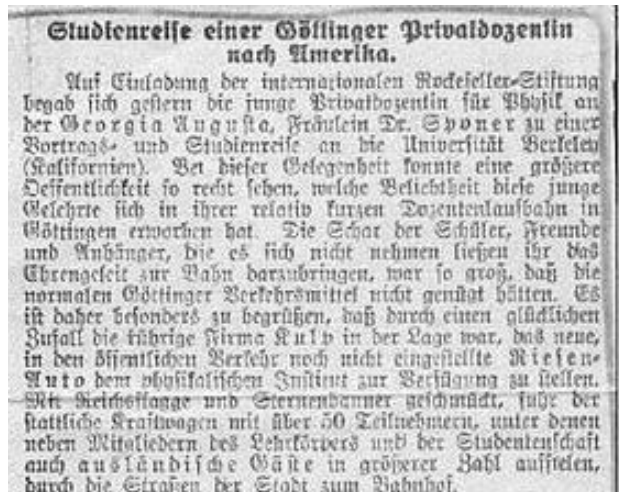 Studienreise einer Göttinger Privatdozentin
nach Amerika.
Auf Einladung der internationalen Rockefeller-Stiftung
begab sich gestern die junge Privatdozentin für Physik an
der Georgia Augusta, Fräulein Dr. Sponer zu einer
Vortrags- und Studienreise an die Universität Berkeley
(Kalifornien). Bei dieser Gelegenheit konnte eine größere
Oeffentlichkeit so recht sehen, welche Beliebtheit diese junge
Gelehrte sich in ihrer relativ kurzen Dozentenlaufbahn in
Göttingen erworben hat. Die Schar der Schüler, Freunde
und Anhänger, die es sich nicht nehmen ließen ihr das
Ehrengeleit zur Bahn darzubringen, war so groß, daß die
normalen Göttinger Verkehrsmittel nicht genügt hätten. Es
ist daher besonders zu begrüßen, daß durch einen glücklichen
Zufall die rührige Firma Kulp in der Lage war, das neue,
in den öffentlichen Verkehr noch nicht eingestellte Riesen-
Auto dem physikalischen Institut zur Verfügung zu stellen.
Mit Reichsflagge und Sternenbanner geschmückt, fuhr der
stattliche Kraftwagen mit über 50 Teilnehmern, unter denen
neben Mitgliedern des Lehrkörpers und der Studentenschaft
auch ausländische Gäste in größerer Zahl auffielen,
durch die Straßen der Stadt zum Bahnhof.